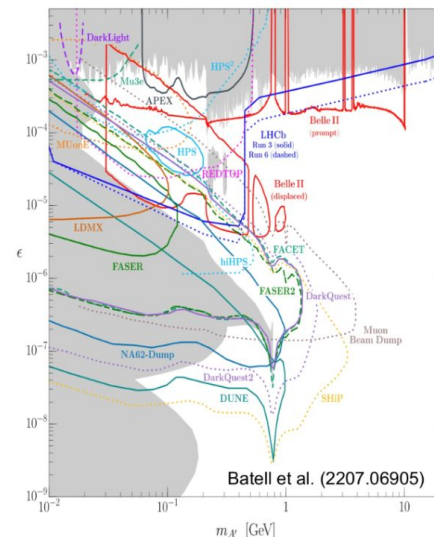 DarkLight
Mu3e
HPS²
10⁻³
APEX
Belle II
(prompt)
10⁻⁴
MUonE
HPS
LHCb
Run 3 (solid)
Run 6 (dashed)
REDTOP
Belle II
(displaced)
10⁻⁵
LDMX
FACET
ϵ
FASER
hiHPS
10⁻⁶
FASER2
DarkQuest
Muon
Beam Dump
10⁻⁷
NA62-Dump
DarkQuest2
DUNE
SHiP
10⁻⁸
Batell et al. (2207.06905)
10⁻⁹
10⁻² 10⁻¹ 1 10
m_A' [GeV]